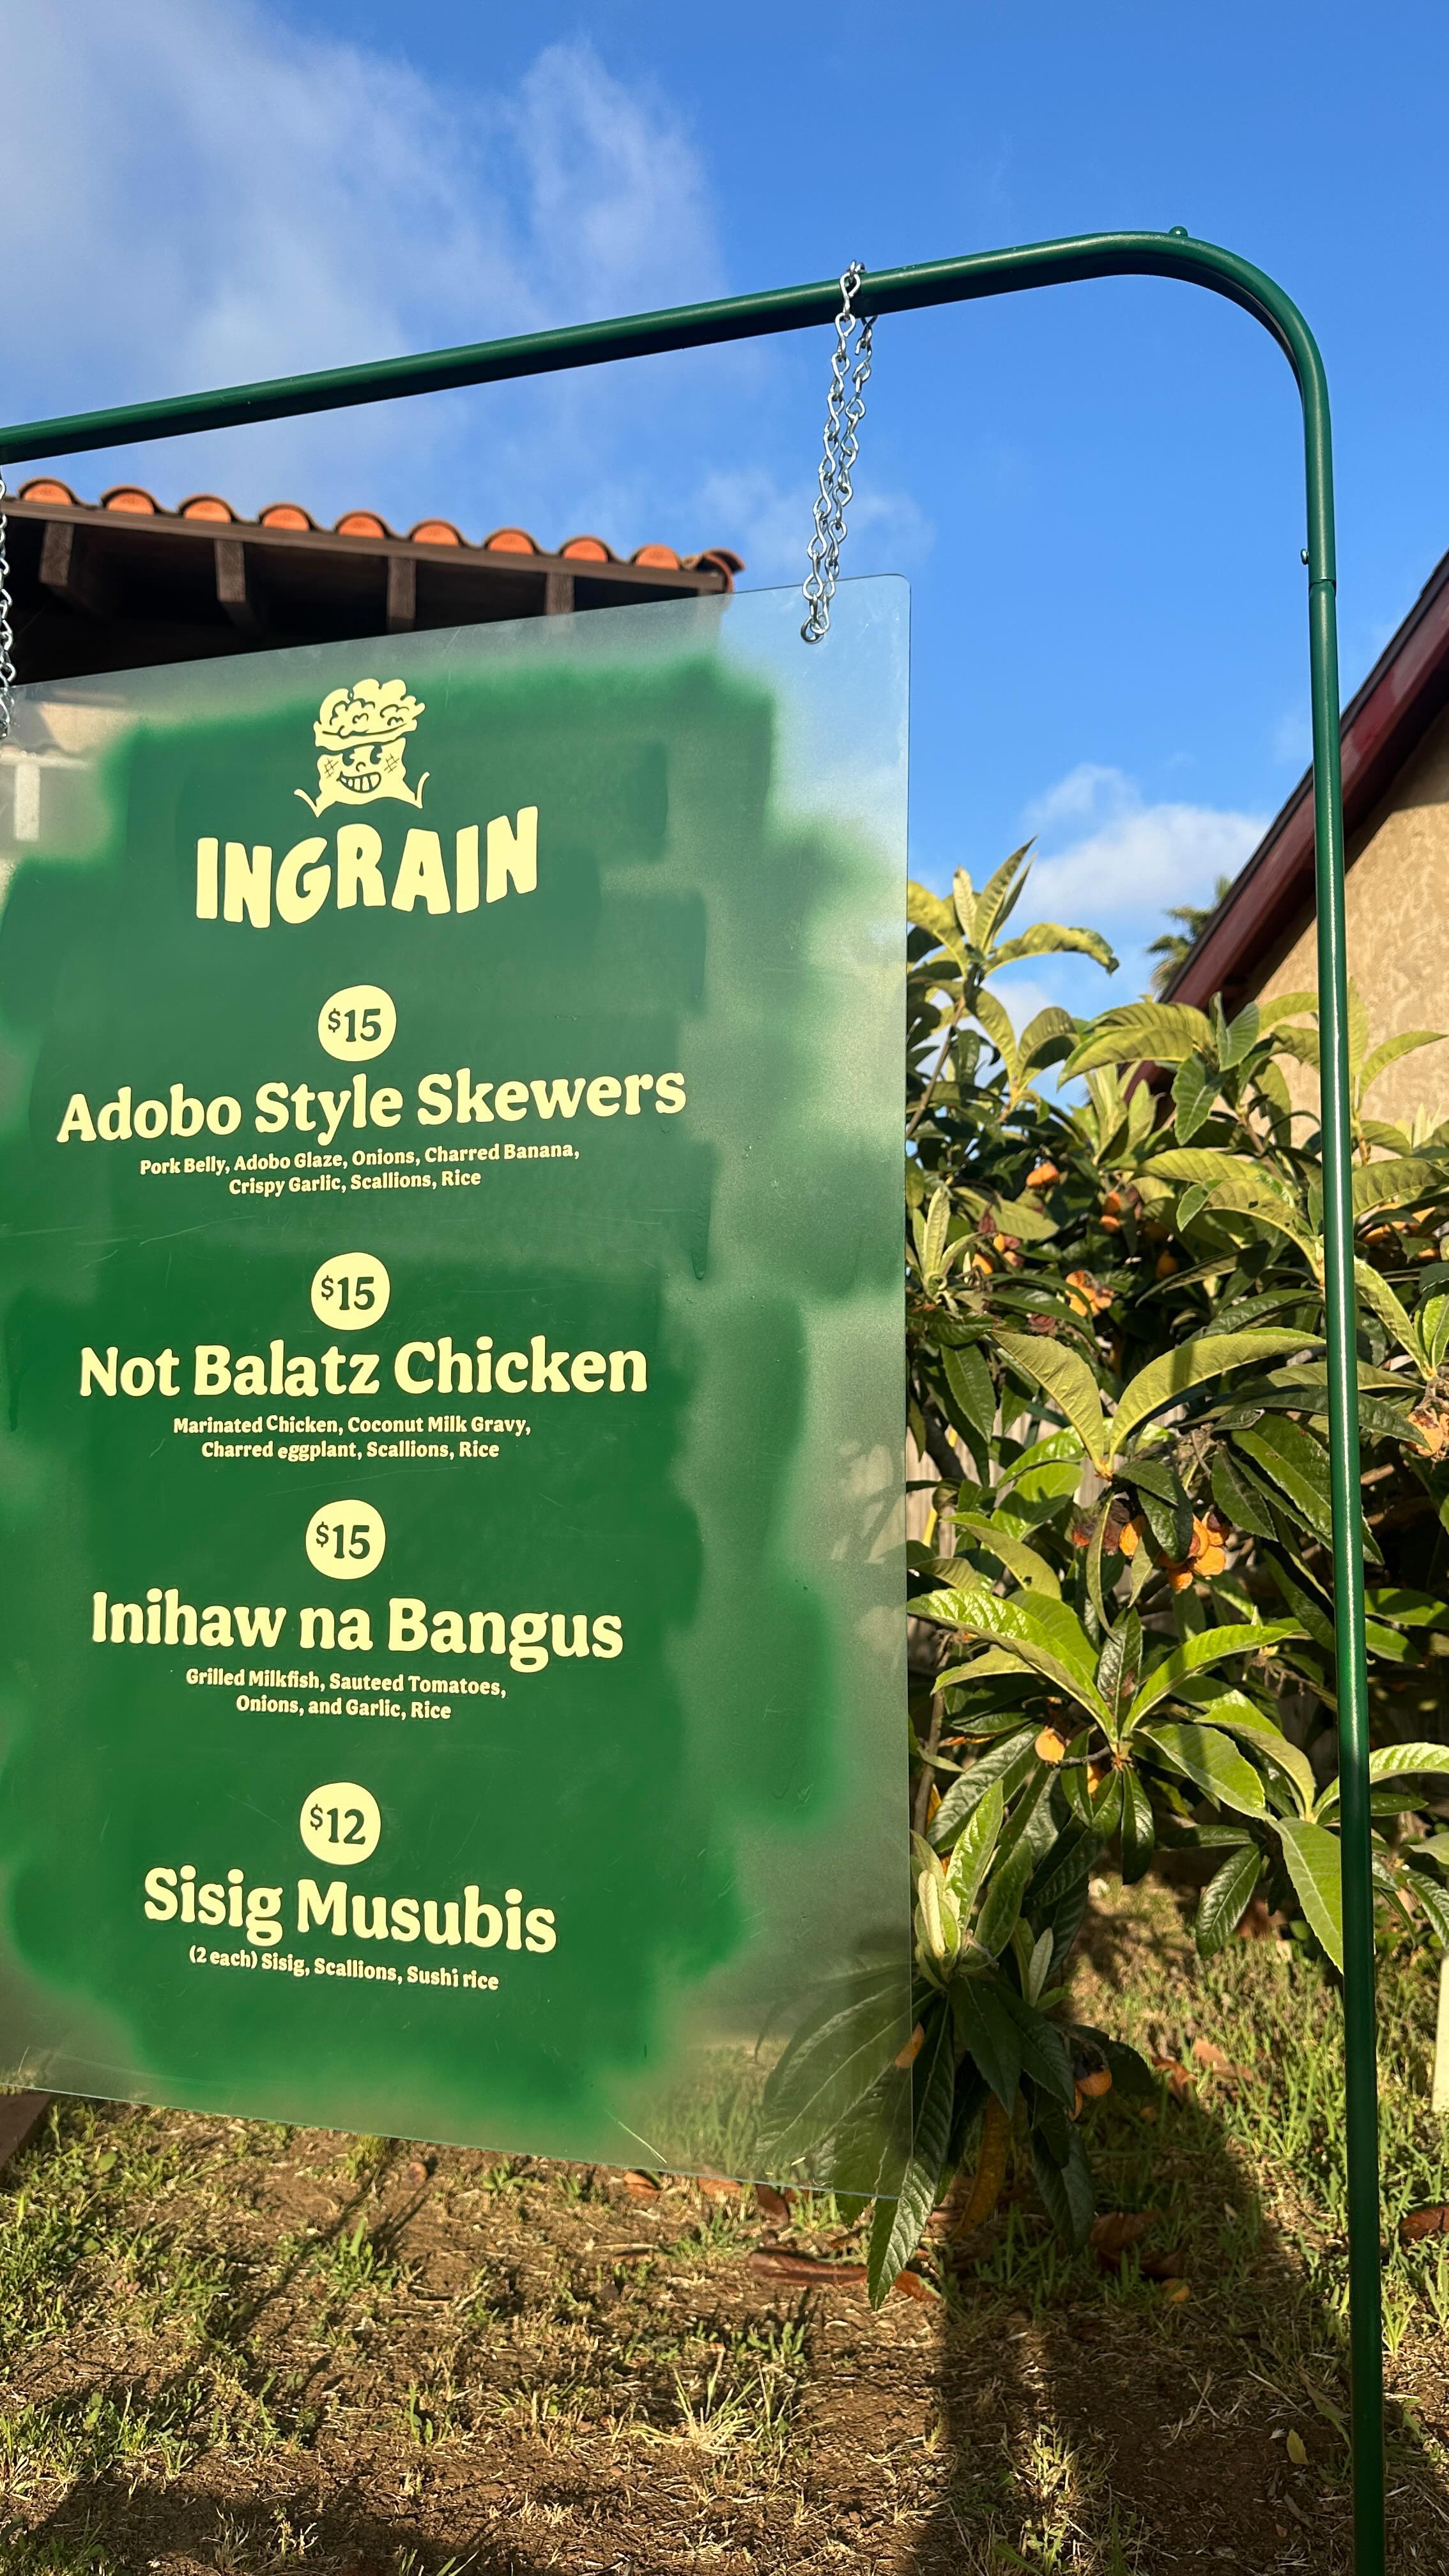 INGRAIN
$15
Adobo Style Skewers
Pork Belly, Adobo Glaze, Onions, Charred Banana,
Crispy Garlic, Scallions, Rice
$15
Not Balatz Chicken
Marinated Chicken, Coconut Milk Gravy,
Charred eggplant, Scallions, Rice
$15
Inihaw na Bangus
Grilled Milkfish, Sauteed Tomatoes,
Onions, and Garlic, Rice
$12
Sisig Musubis
(2 each) Sisig, Scallions, Sushi rice